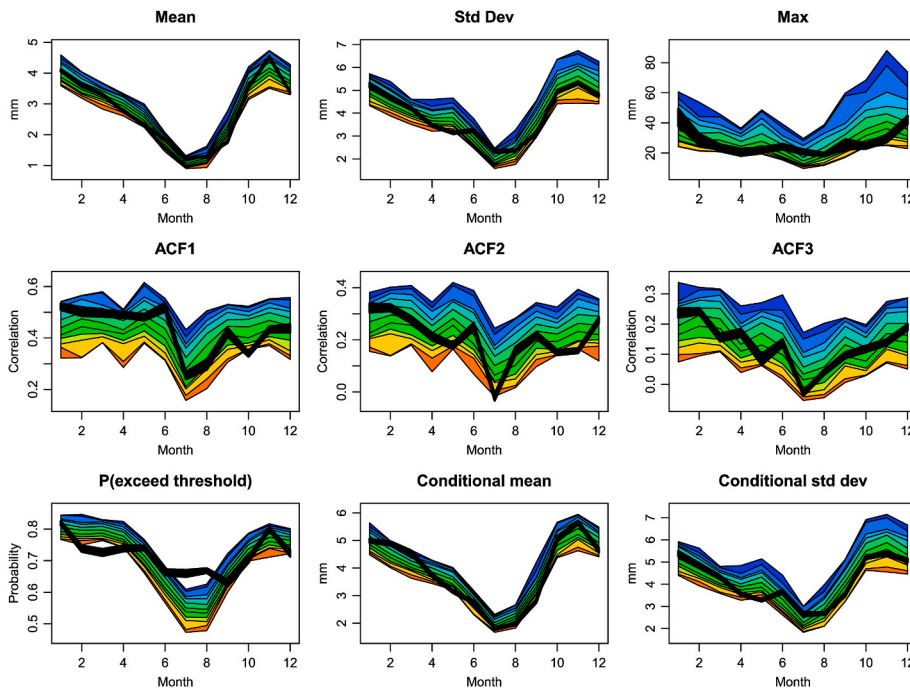 Mean
mm
5
4
3
2
1
2 4 6 8 10 12
Month
Std Dev
mm
7
6
5
4
3
2
2 4 6 8 10 12
Month
Max
mm
80
60
40
20
2 4 6 8 10 12
Month
ACF1
Correlation
0.6
0.4
0.2
2 4 6 8 10 12
Month
ACF2
Correlation
0.4
0.2
0.0
2 4 6 8 10 12
Month
ACF3
Correlation
0.3
0.2
0.1
0.0
2 4 6 8 10 12
Month
P(exceed threshold)
Probability
0.8
0.7
0.6
0.5
2 4 6 8 10 12
Month
Conditional mean
mm
6
5
4
3
2
2 4 6 8 10 12
Month
Conditional std dev
mm
7
6
5
4
3
2
2 4 6 8 10 12
Month